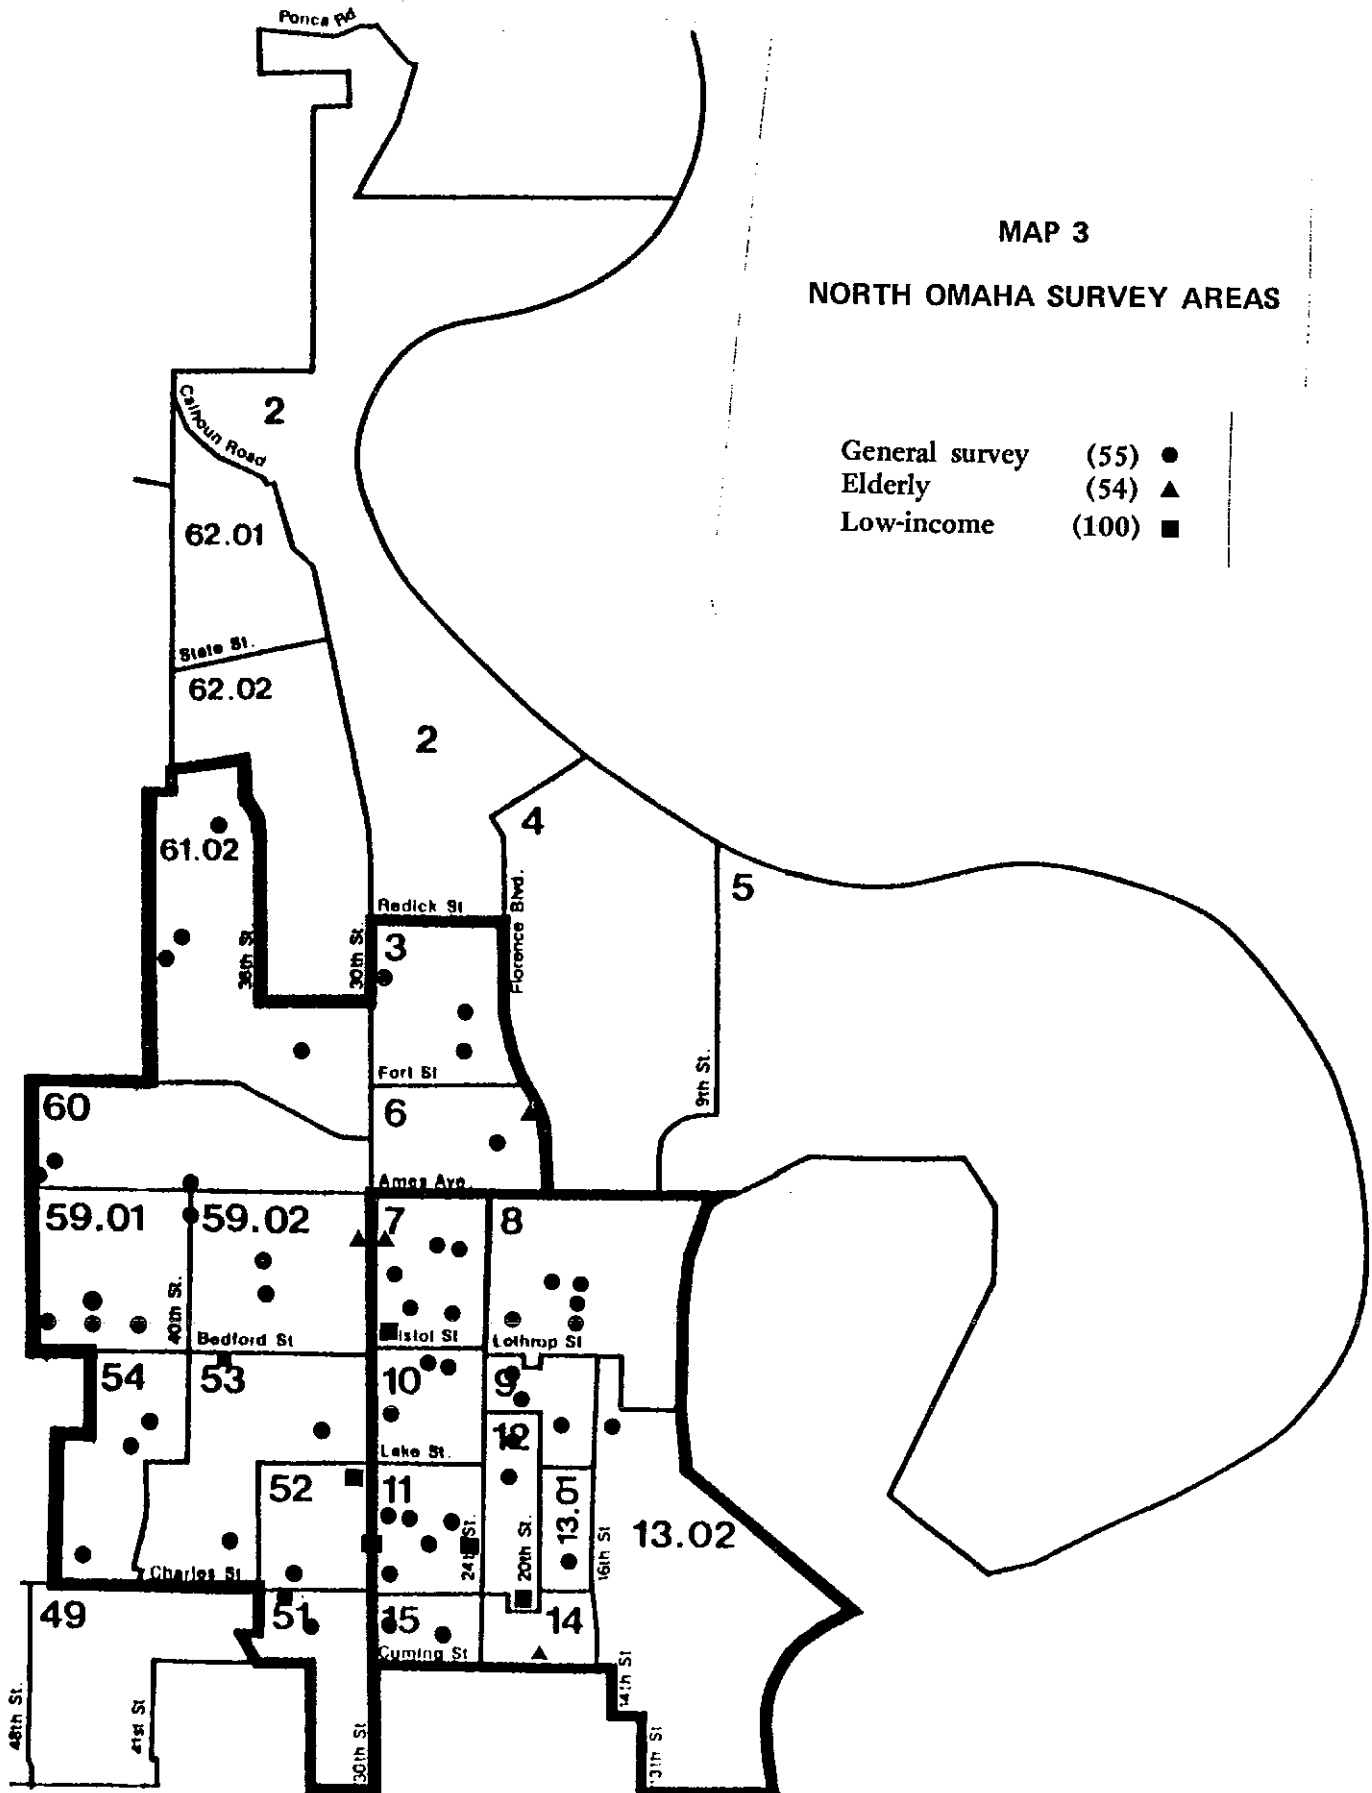 Ponca Rd
MAP 3
NORTH OMAHA SURVEY AREAS
2
Calhoun Road
General survey (55) ●
Elderly (54) ▲
Low-income (100) ■
62.01
State St.
62.02
2
4
61.02
5
Redick St
Florence Blvd.
3
36th St
30th St.
Fort St
9th St.
60
6
Ames Ave.
59.01
59.02
7
8
40th St.
Bedford St
istol St
Lothrop St
54
53
10
9
12
Lake St.
52
11
13.01
13.02
24th St.
20th St.
16th St
Charles St
49
51
15
14
Cuming St
14th St
48th St.
41st St
30th St
13th St